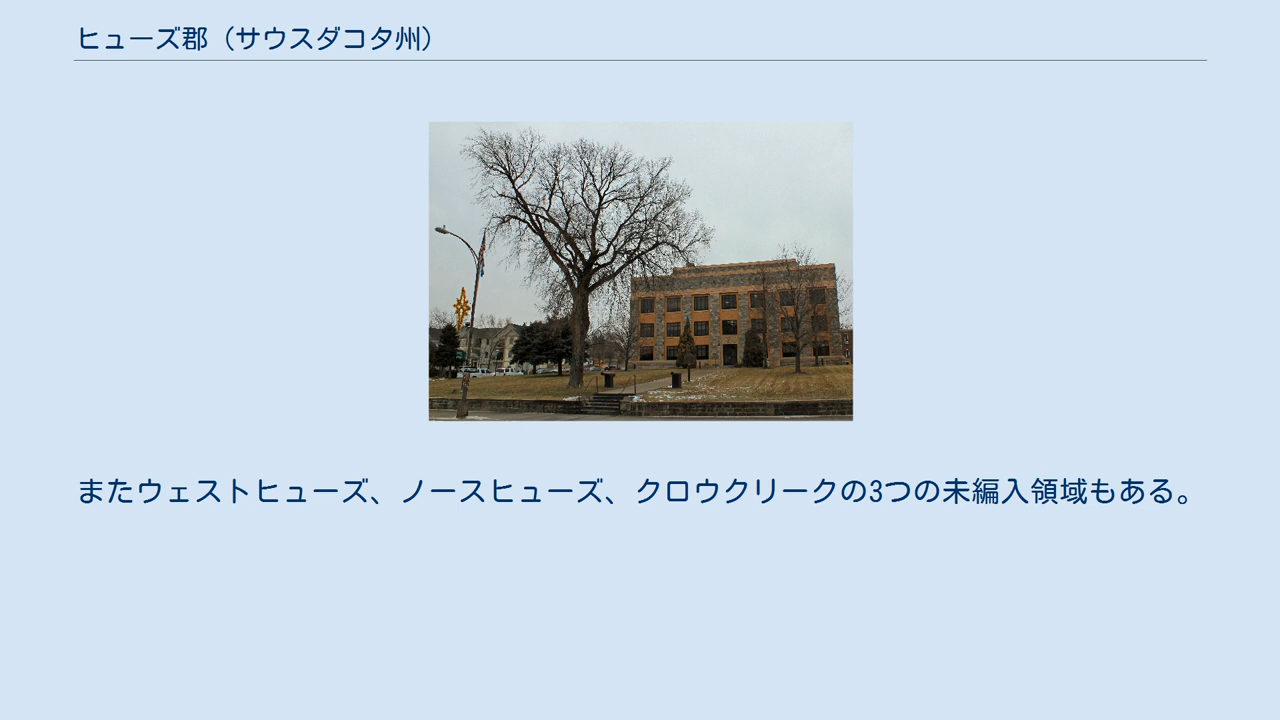 ヒューズ郡（サウスダコタ州）
またウェストヒューズ、ノースヒューズ、クロウクリークの3つの未編入領域もある。